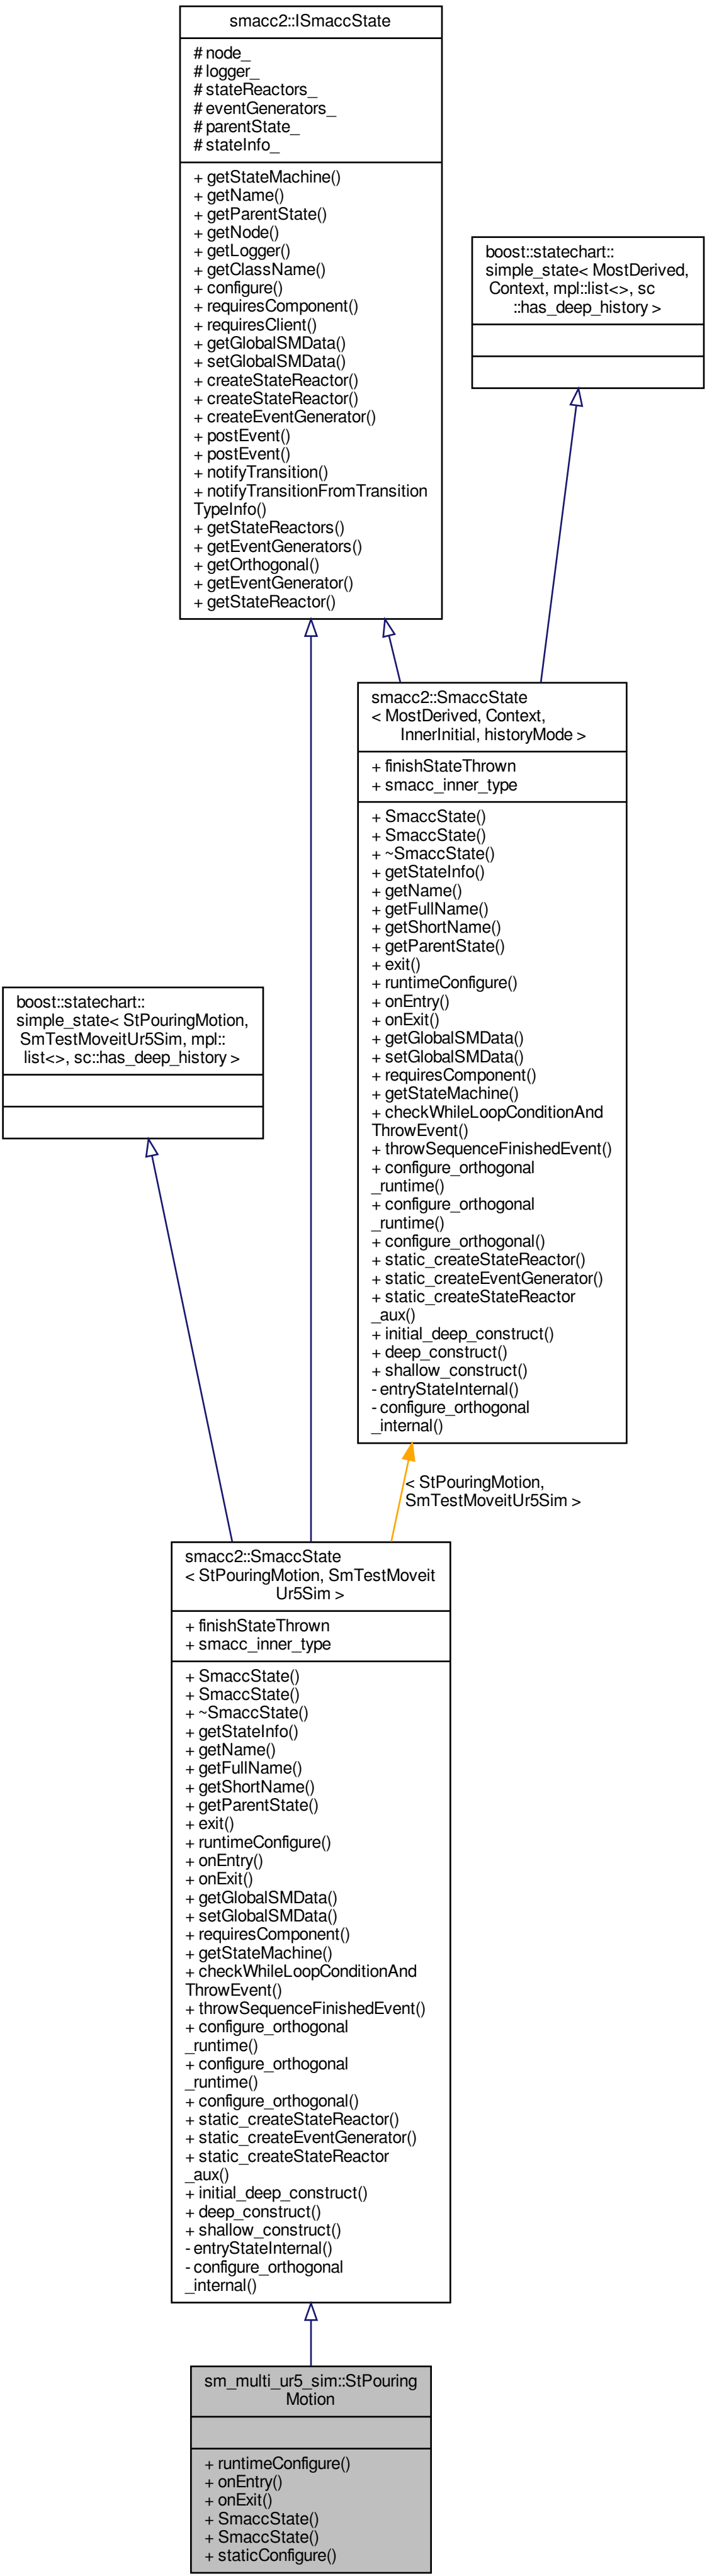 smacc2::ISmaccState
# node_
# logger_
# stateReactors_
# eventGenerators_
# parentState_
# stateInfo_
+ getStateMachine()
+ getName()
+ getParentState()
+ getNode()
+ getLogger()
+ getClassName()
+ configure()
+ requiresComponent()
+ requiresClient()
+ getGlobalSMData()
+ setGlobalSMData()
+ createStateReactor()
+ createStateReactor()
+ createEventGenerator()
+ postEvent()
+ postEvent()
+ notifyTransition()
+ notifyTransitionFromTransition
TypeInfo()
+ getStateReactors()
+ getEventGenerators()
+ getOrthogonal()
+ getEventGenerator()
+ getStateReactor()
boost::statechart::
simple_state< MostDerived,
Context, mpl::list<>, sc
::has_deep_history >
smacc2::SmaccState
< MostDerived, Context,
InnerInitial, historyMode >
+ finishStateThrown
+ smacc_inner_type
+ SmaccState()
+ SmaccState()
+ ~SmaccState()
+ getStateInfo()
+ getName()
+ getFullName()
+ getShortName()
+ getParentState()
+ exit()
+ runtimeConfigure()
+ onEntry()
+ onExit()
+ getGlobalSMData()
+ setGlobalSMData()
+ requiresComponent()
+ getStateMachine()
+ checkWhileLoopConditionAnd
ThrowEvent()
+ throwSequenceFinishedEvent()
+ configure_orthogonal
_runtime()
+ configure_orthogonal
_runtime()
+ configure_orthogonal()
+ static_createStateReactor()
+ static_createEventGenerator()
+ static_createStateReactor
_aux()
+ initial_deep_construct()
+ deep_construct()
+ shallow_construct()
- entryStateInternal()
- configure_orthogonal
_internal()
boost::statechart::
simple_state< StPouringMotion,
SmTestMoveitUr5Sim, mpl::
list<>, sc::has_deep_history >
< StPouringMotion,
SmTestMoveitUr5Sim >
smacc2::SmaccState
< StPouringMotion, SmTestMoveit
Ur5Sim >
+ finishStateThrown
+ smacc_inner_type
+ SmaccState()
+ SmaccState()
+ ~SmaccState()
+ getStateInfo()
+ getName()
+ getFullName()
+ getShortName()
+ getParentState()
+ exit()
+ runtimeConfigure()
+ onEntry()
+ onExit()
+ getGlobalSMData()
+ setGlobalSMData()
+ requiresComponent()
+ getStateMachine()
+ checkWhileLoopConditionAnd
ThrowEvent()
+ throwSequenceFinishedEvent()
+ configure_orthogonal
_runtime()
+ configure_orthogonal
_runtime()
+ configure_orthogonal()
+ static_createStateReactor()
+ static_createEventGenerator()
+ static_createStateReactor
_aux()
+ initial_deep_construct()
+ deep_construct()
+ shallow_construct()
- entryStateInternal()
- configure_orthogonal
_internal()
sm_multi_ur5_sim::StPouring
Motion
+ runtimeConfigure()
+ onEntry()
+ onExit()
+ SmaccState()
+ SmaccState()
+ staticConfigure()